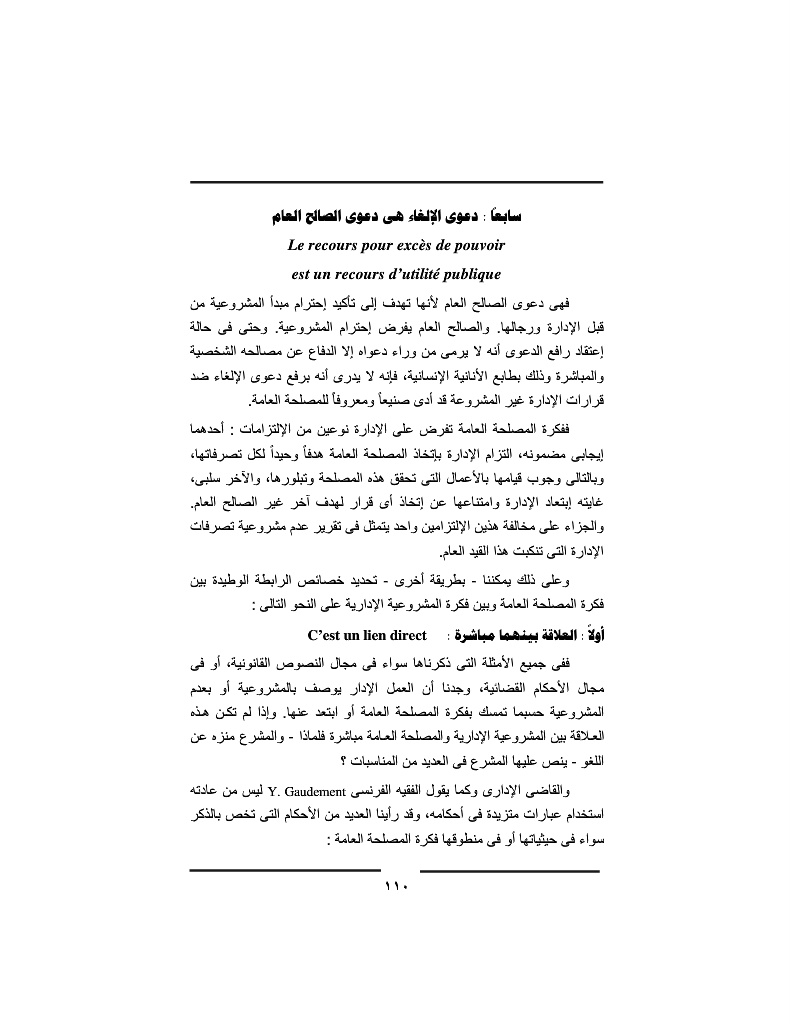 سابعاً : دعوى الإلغاء هى دعوى الصالح العام
Le recours pour excès de pouvoir
est un recours d’utilité publique
فهى دعوى الصالح العام لأنها تهدف إلى تأكيد إحترام مبدأ المشروعية من
قبل الإدارة ورجالها. والصالح العام يفرض إحترام المشروعية. وحتى فى حالة
إعتقاد رافع الدعوى أنه لا يرمى من وراء دعواه إلا الدفاع عن مصالحه الشخصية
والمباشرة وذلك بطابع الأنانية الإنسانية، فإنه لا يدرى أنه برفع دعوى الإلغاء ضد
قرارات الإدارة غير المشروعة قد أدى صنيعاً ومعروفاً للمصلحة العامة.
ففكرة المصلحة العامة تفرض على الإدارة نوعين من الإلتزامات : أحدهما
إيجابى مضمونه، التزام الإدارة بإتخاذ المصلحة العامة هدفاً وحيداً لكل تصرفاتها،
وبالتالى وجوب قيامها بالأعمال التى تحقق هذه المصلحة وتبلورها، والآخر سلبى،
غايته إبتعاد الإدارة وامتناعها عن إتخاذ أى قرار لهدف آخر غير الصالح العام.
والجزاء على مخالفة هذين الإلتزامين واحد يتمثل فى تقرير عدم مشروعية تصرفات
الإدارة التى تنكبت هذا القيد العام.
وعلى ذلك يمكننا - بطريقة أخرى - تحديد خصائص الرابطة الوطيدة بين
فكرة المصلحة العامة وبين فكرة المشروعية الإدارية على النحو التالى :
أولاً : العلاقة بينهما مباشرة : C’est un lien direct
ففى جميع الأمثلة التى ذكرناها سواء فى مجال النصوص القانونية، أو فى
مجال الأحكام القضائية، وجدنا أن العمل الإدار يوصف بالمشروعية أو بعدم
المشروعية حسبما تمسك بفكرة المصلحة العامة أو ابتعد عنها. وإذا لم تكن هذه
العلاقة بين المشروعية الإدارية والمصلحة العامة مباشرة فلماذا - والمشرع منزه عن
اللغو - ينص عليها المشرع فى العديد من المناسبات ؟
والقاضى الإدارى وكما يقول الفقيه الفرنسى Y. Gaudement ليس من عادته
استخدام عبارات متزيدة فى أحكامه، وقد رأينا العديد من الأحكام التى تخص بالذكر
سواء فى حيثياتها أو فى منطوقها فكرة المصلحة العامة :
١١٠